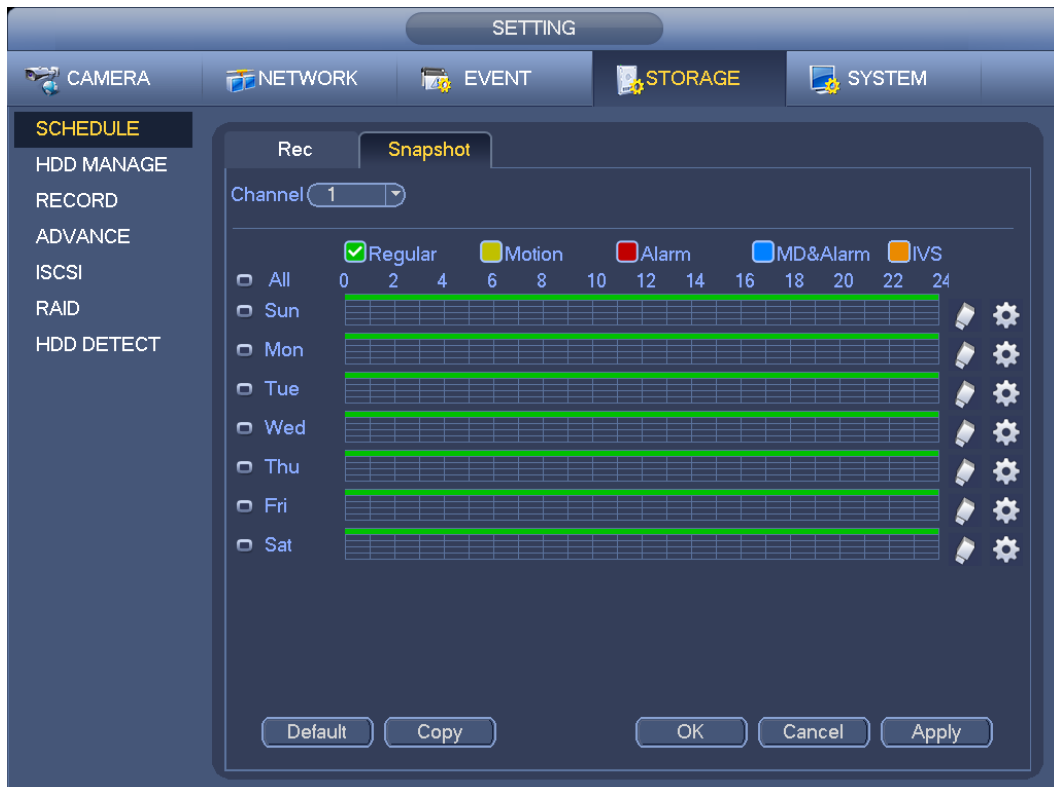 SETTING
CAMERA NETWORK EVENT STORAGE SYSTEM
SCHEDULE
HDD MANAGE
RECORD
ADVANCE
ISCSI
RAID
HDD DETECT
Rec Snapshot
Channel 1
Regular Motion Alarm MD&Alarm IVS
All 0 2 4 6 8 10 12 14 16 18 20 22 24
Sun
Mon
Tue
Wed
Thu
Fri
Sat
Default Copy OK Cancel Apply